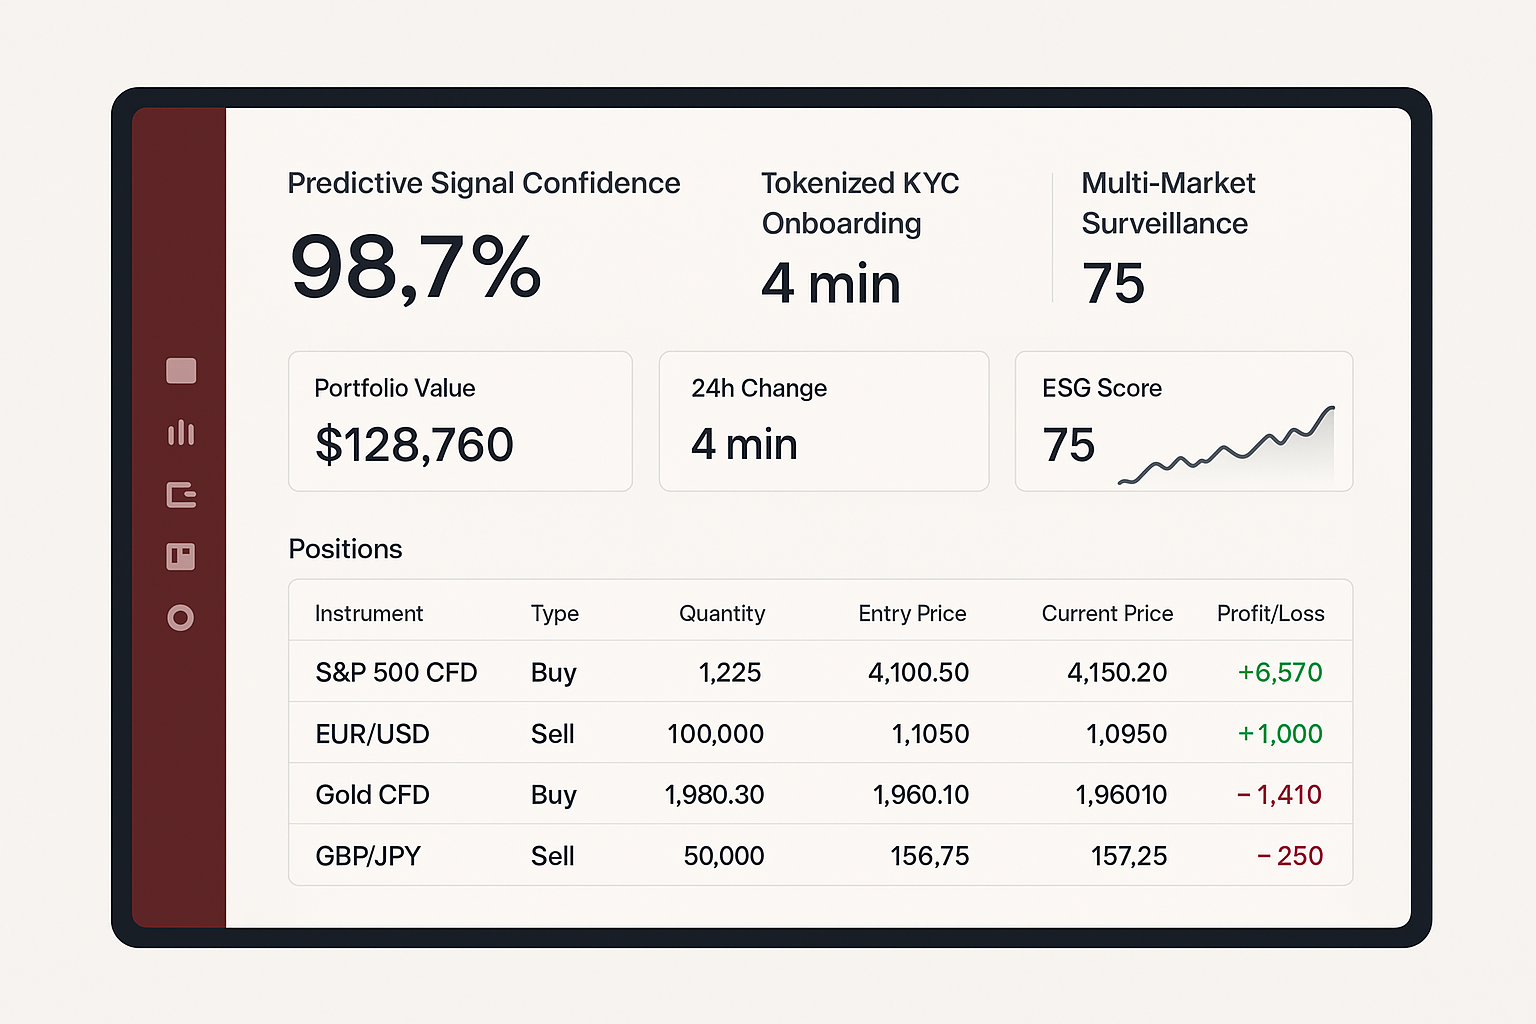 Predictive Signal Confidence
98,7%
Tokenized KYC
Onboarding
4 min
Multi-Market
Surveillance
75
Portfolio Value
$128,760
24h Change
4 min
ESG Score
75
Positions
Instrument Type Quantity Entry Price Current Price Profit/Loss
S&P 500 CFD Buy 1,225 4,100.50 4,150.20 +6,570
EUR/USD Sell 100,000 1,1050 1,0950 +1,000
Gold CFD Buy 1,980.30 1,960.10 1,96010 −1,410
GBP/JPY Sell 50,000 156,75 157,25 −250